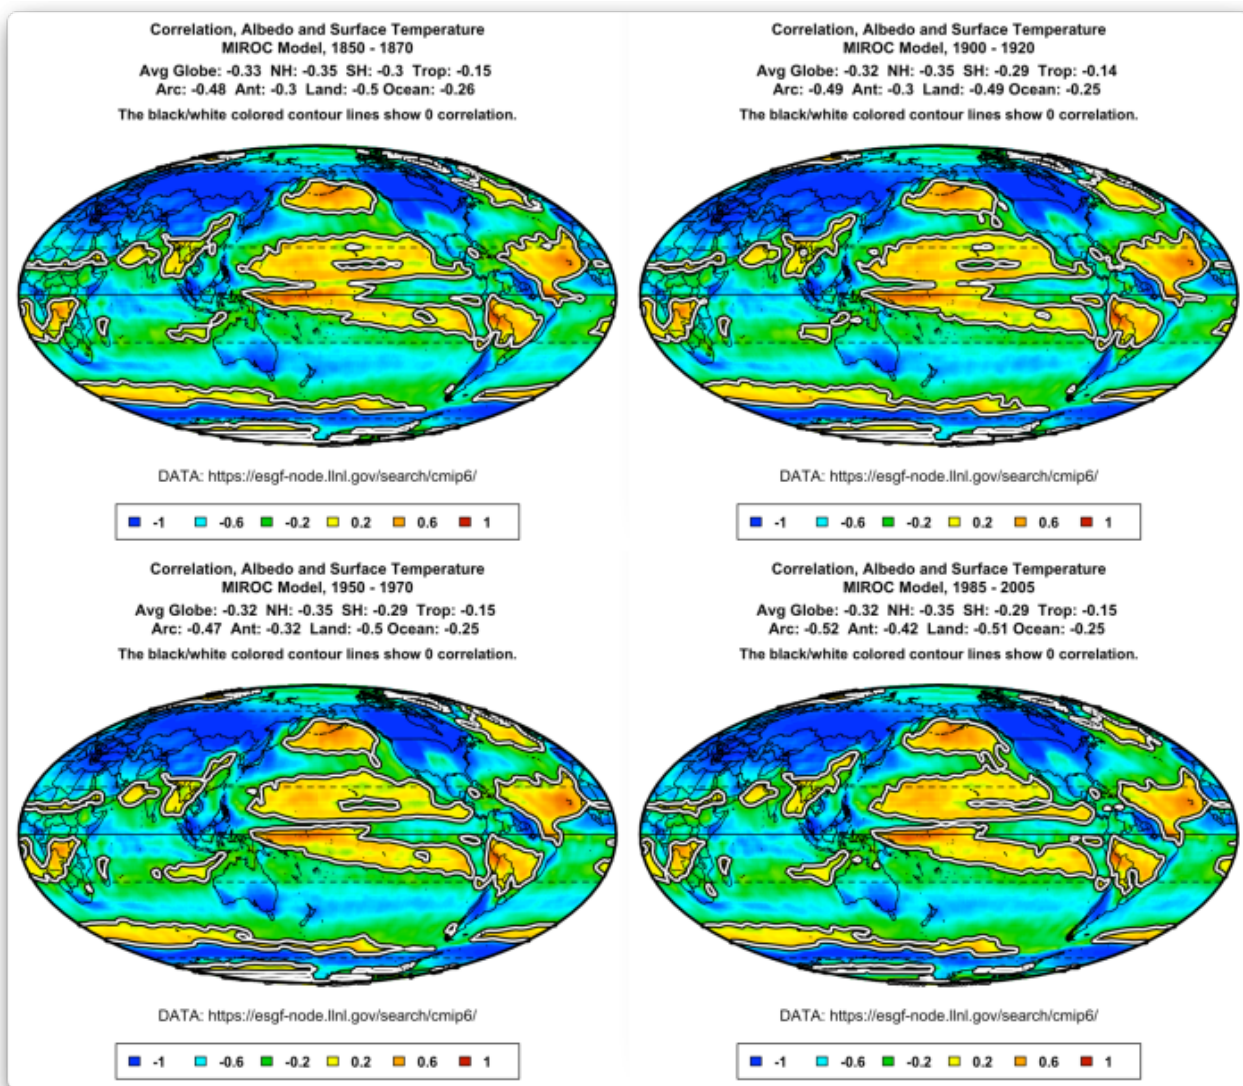 Correlation, Albedo and Surface Temperature
MIROC Model, 1850 - 1870
Avg Globe: -0.33 NH: -0.35 SH: -0.3 Trop: -0.15
Arc: -0.48 Ant: -0.3 Land: -0.5 Ocean: -0.26
The black/white colored contour lines show 0 correlation.
DATA: https://esgf-node.llnl.gov/search/cmip6/
-1 -0.6 -0.2 0.2 0.6 1
Correlation, Albedo and Surface Temperature
MIROC Model, 1900 - 1920
Avg Globe: -0.32 NH: -0.35 SH: -0.29 Trop: -0.14
Arc: -0.49 Ant: -0.3 Land: -0.49 Ocean: -0.25
The black/white colored contour lines show 0 correlation.
DATA: https://esgf-node.llnl.gov/search/cmip6/
-1 -0.6 -0.2 0.2 0.6 1
Correlation, Albedo and Surface Temperature
MIROC Model, 1950 - 1970
Avg Globe: -0.32 NH: -0.35 SH: -0.29 Trop: -0.15
Arc: -0.47 Ant: -0.32 Land: -0.5 Ocean: -0.25
The black/white colored contour lines show 0 correlation.
DATA: https://esgf-node.llnl.gov/search/cmip6/
-1 -0.6 -0.2 0.2 0.6 1
Correlation, Albedo and Surface Temperature
MIROC Model, 1985 - 2005
Avg Globe: -0.32 NH: -0.35 SH: -0.29 Trop: -0.15
Arc: -0.52 Ant: -0.42 Land: -0.51 Ocean: -0.25
The black/white colored contour lines show 0 correlation.
DATA: https://esgf-node.llnl.gov/search/cmip6/
-1 -0.6 -0.2 0.2 0.6 1